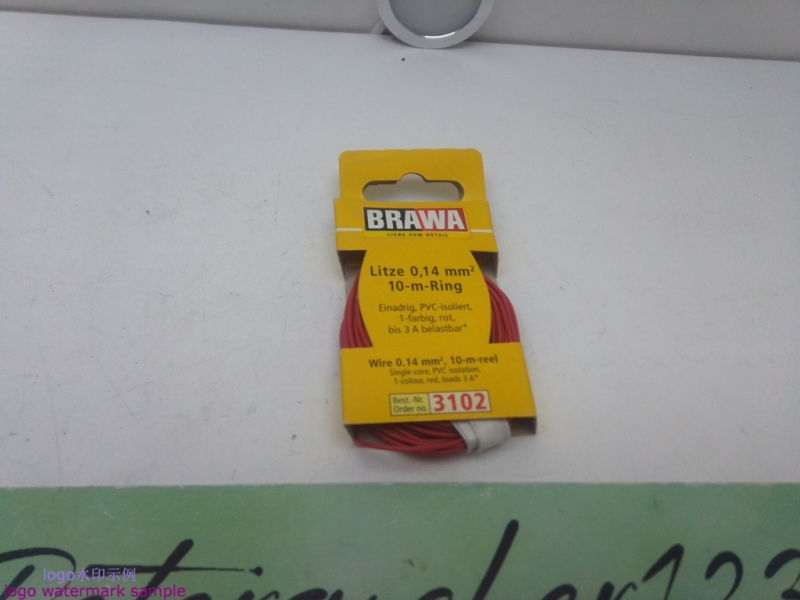 BRAWA
LIEBE ZUM DETAIL
Litze 0,14 mm²
10-m-Ring
Einadrig, PVC-isoliert,
1-farbig, rot,
bis 3 A belastbar*
Wire 0.14 mm², 10-m-reel
Single-core, PVC isolation,
1-colour, red, loads 3 A*
Best.-Nr.
Order no. 3102
logo水印示例
logo watermark sample